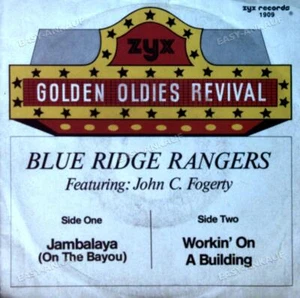 zyx records
1909
zyx
GOLDEN OLDIES REVIVAL
BLUE RIDGE RANGERS
Featuring: John C. Fogerty
Side One
Jambalaya
(On The Bayou)
Side Two
Workin' On
A Building